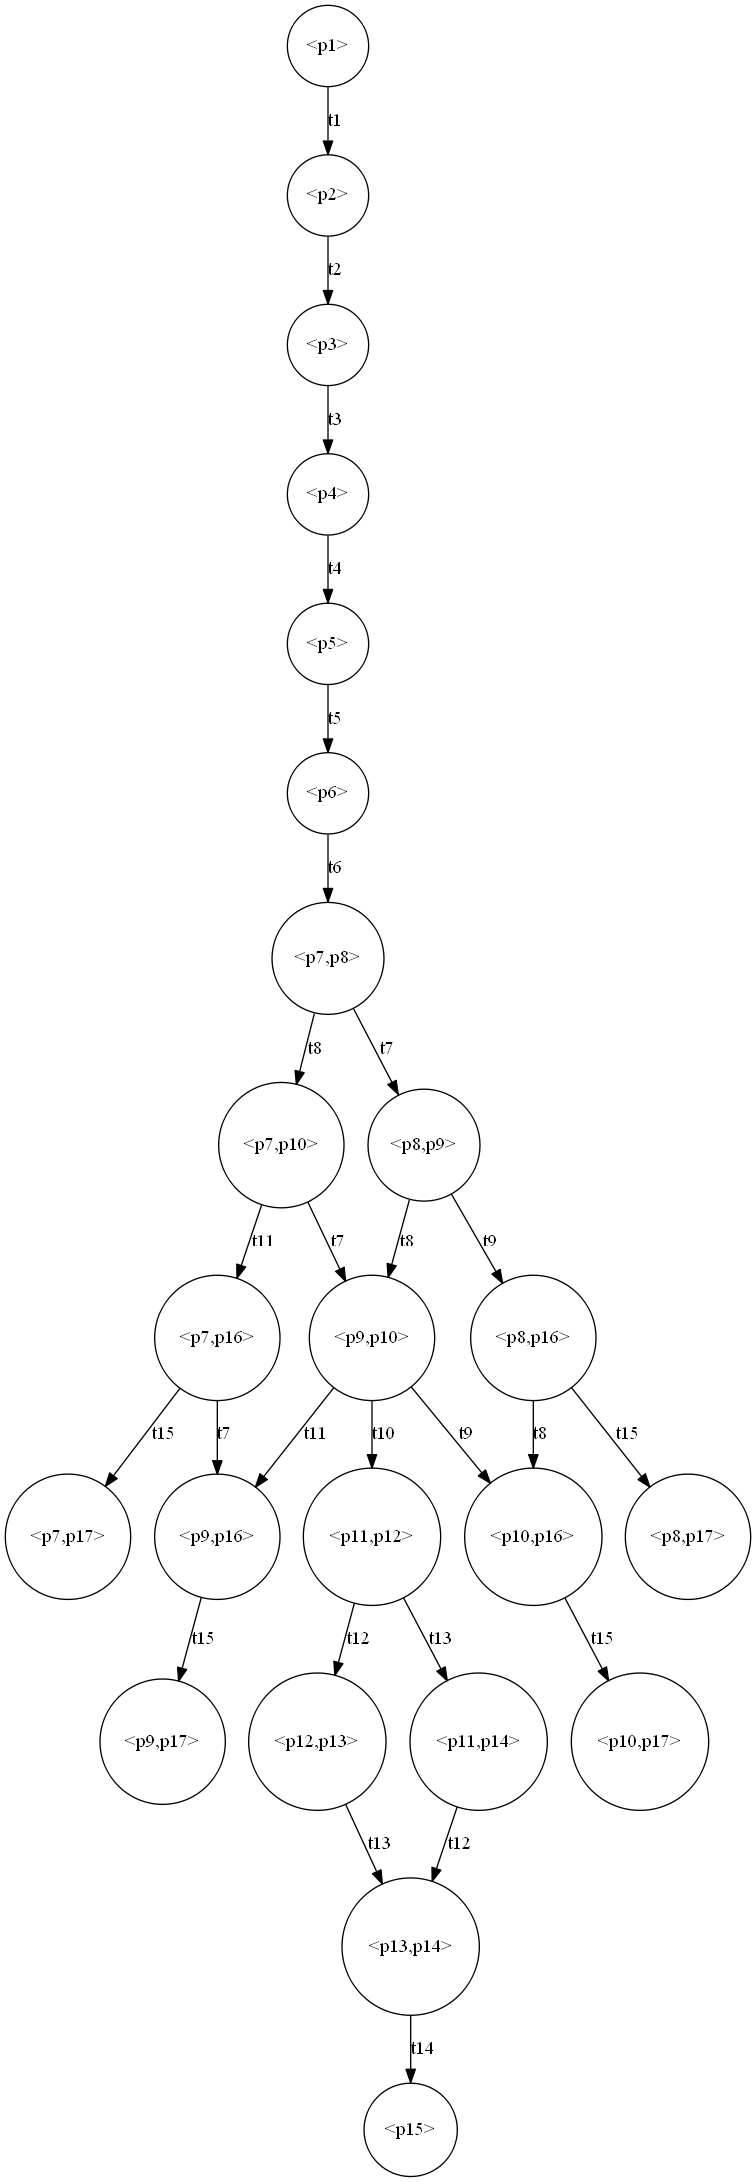 <p1>
t1
<p2>
t2
<p3>
t3
<p4>
t4
<p5>
t5
<p6>
t6
<p7,p8>
t8 t7
<p7,p10> <p8,p9>
t11 t7 t8 t9
<p7,p16> <p9,p10> <p8,p16>
t15 t7 t11 t10 t9 t8 t15
<p7,p17> <p9,p16> <p11,p12> <p10,p16> <p8,p17>
t15 t12 t13 t15
<p9,p17> <p12,p13> <p11,p14> <p10,p17>
t13 t12
<p13,p14>
t14
<p15>